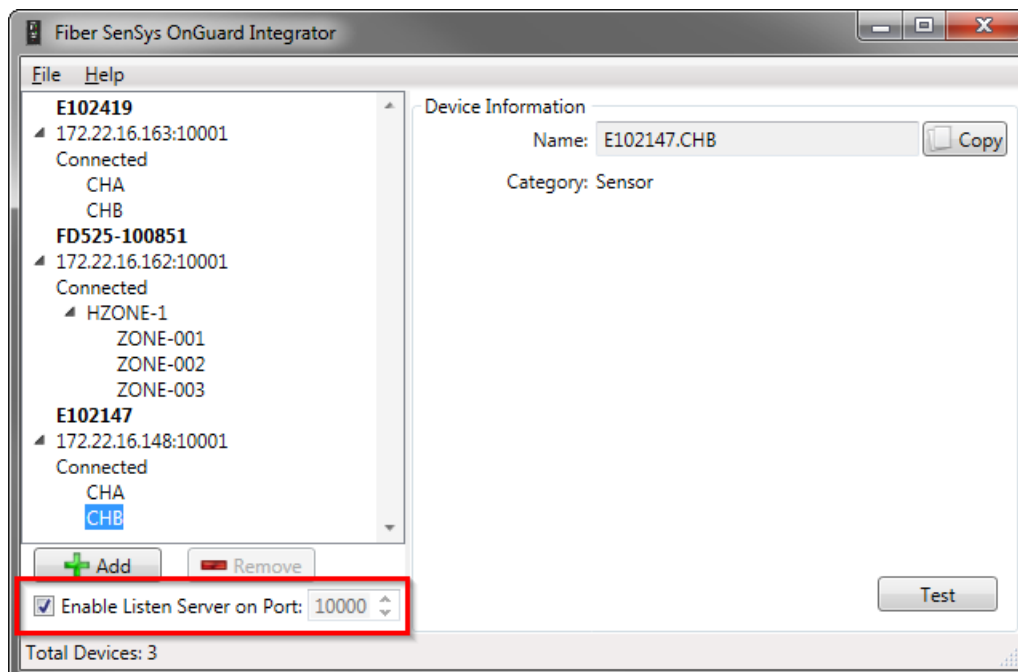 Fiber SenSys OnGuard Integrator
File Help
E102419
172.22.16.163:10001
Connected
CHA
CHB
FD525-100851
172.22.16.162:10001
Connected
HZONE-1
ZONE-001
ZONE-002
ZONE-003
E102147
172.22.16.148:10001
Connected
CHA
CHB
Add Remove
Enable Listen Server on Port: 10000
Device Information
Name: E102147.CHB Copy
Category: Sensor
Test
Total Devices: 3